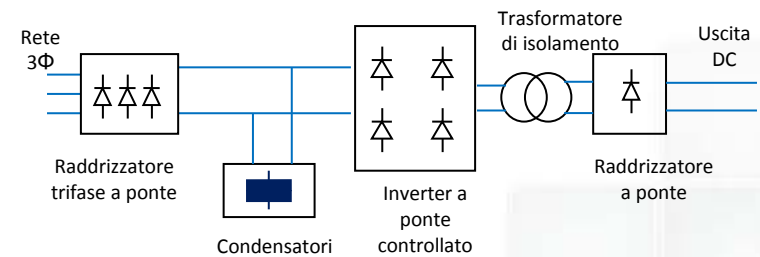 Rete
3Φ
Raddrizzatore
trifase a ponte
Condensatori
Inverter a
ponte
controllato
Trasformatore
di isolamento
Raddrizzatore
a ponte
Uscita
DC